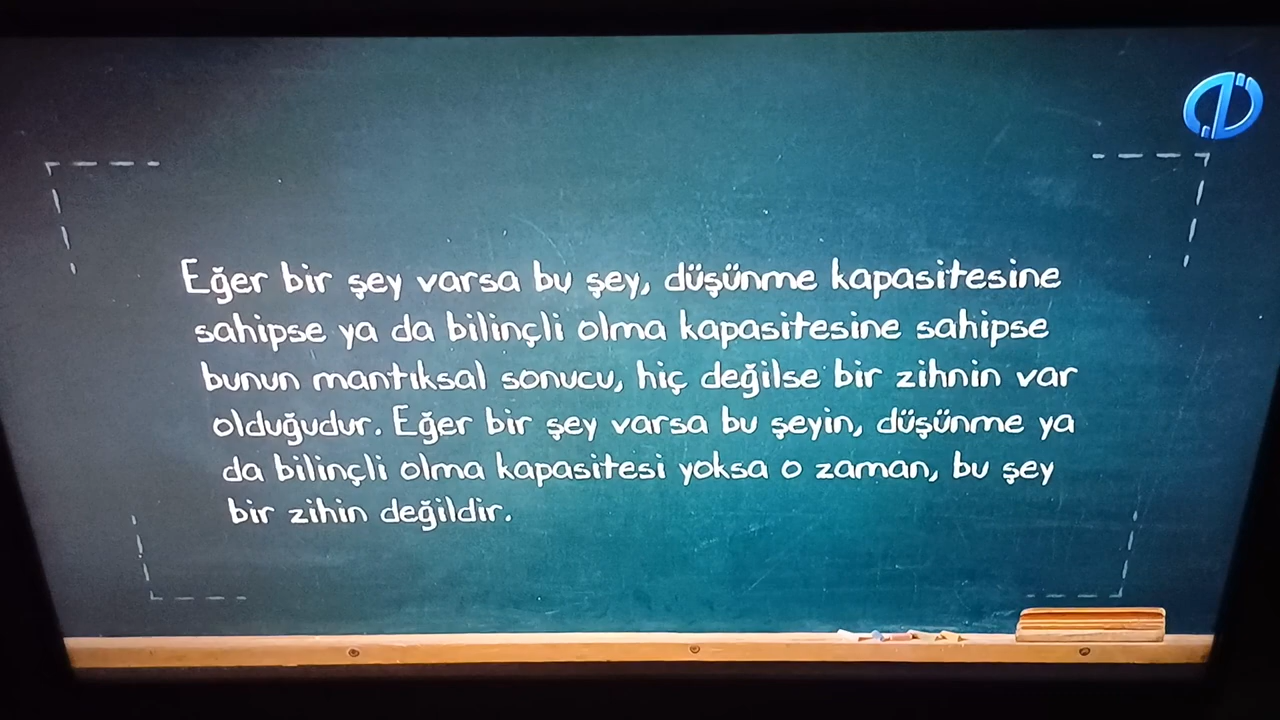 Eğer bir şey varsa bu şey, düşünme kapasitesine
sahipse ya da bilinçli olma kapasitesine sahipse
bunun mantıksal sonucu, hiç değilse bir zihnin var
olduğudur. Eğer bir şey varsa bu şeyin, düşünme ya
da bilinçli olma kapasitesi yoksa o zaman, bu şey
bir zihin değildir.